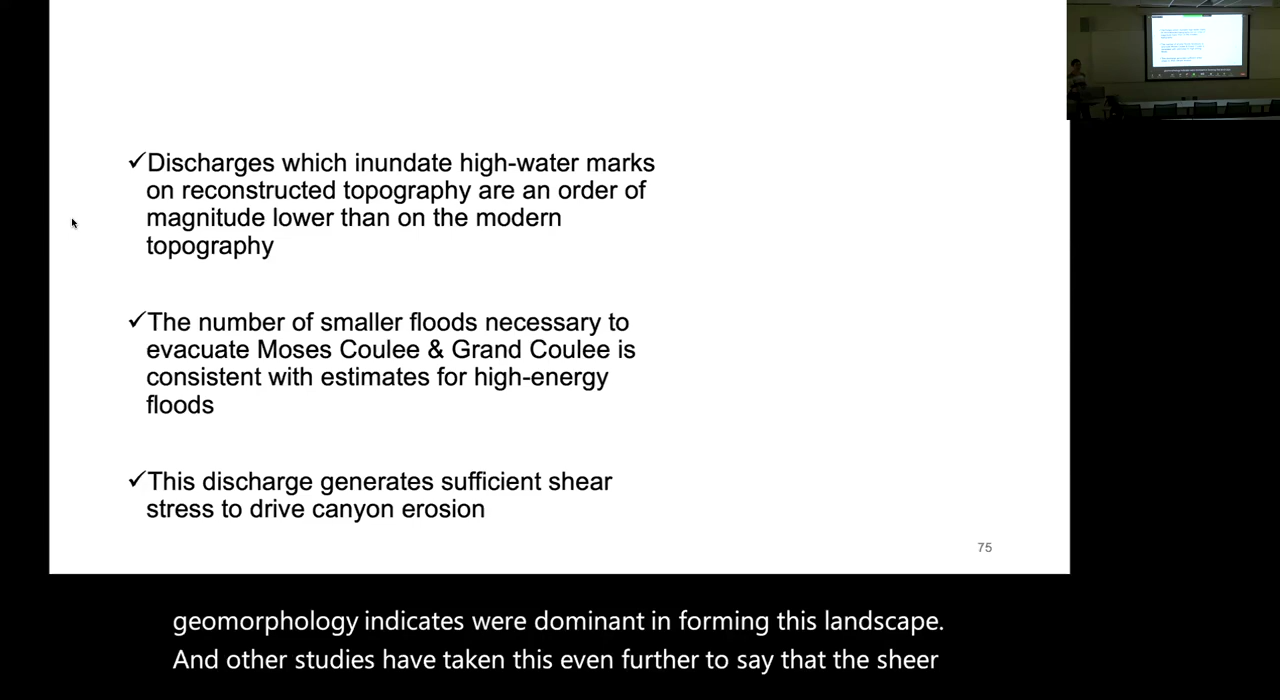 ✓Discharges which inundate high-water marks
on reconstructed topography are an order of
magnitude lower than on the modern
topography
✓The number of smaller floods necessary to
evacuate Moses Coulee & Grand Coulee is
consistent with estimates for high-energy
floods
✓This discharge generates sufficient shear
stress to drive canyon erosion
75
geomorphology indicates were dominant in forming this landscape.
And other studies have taken this even further to say that the sheer